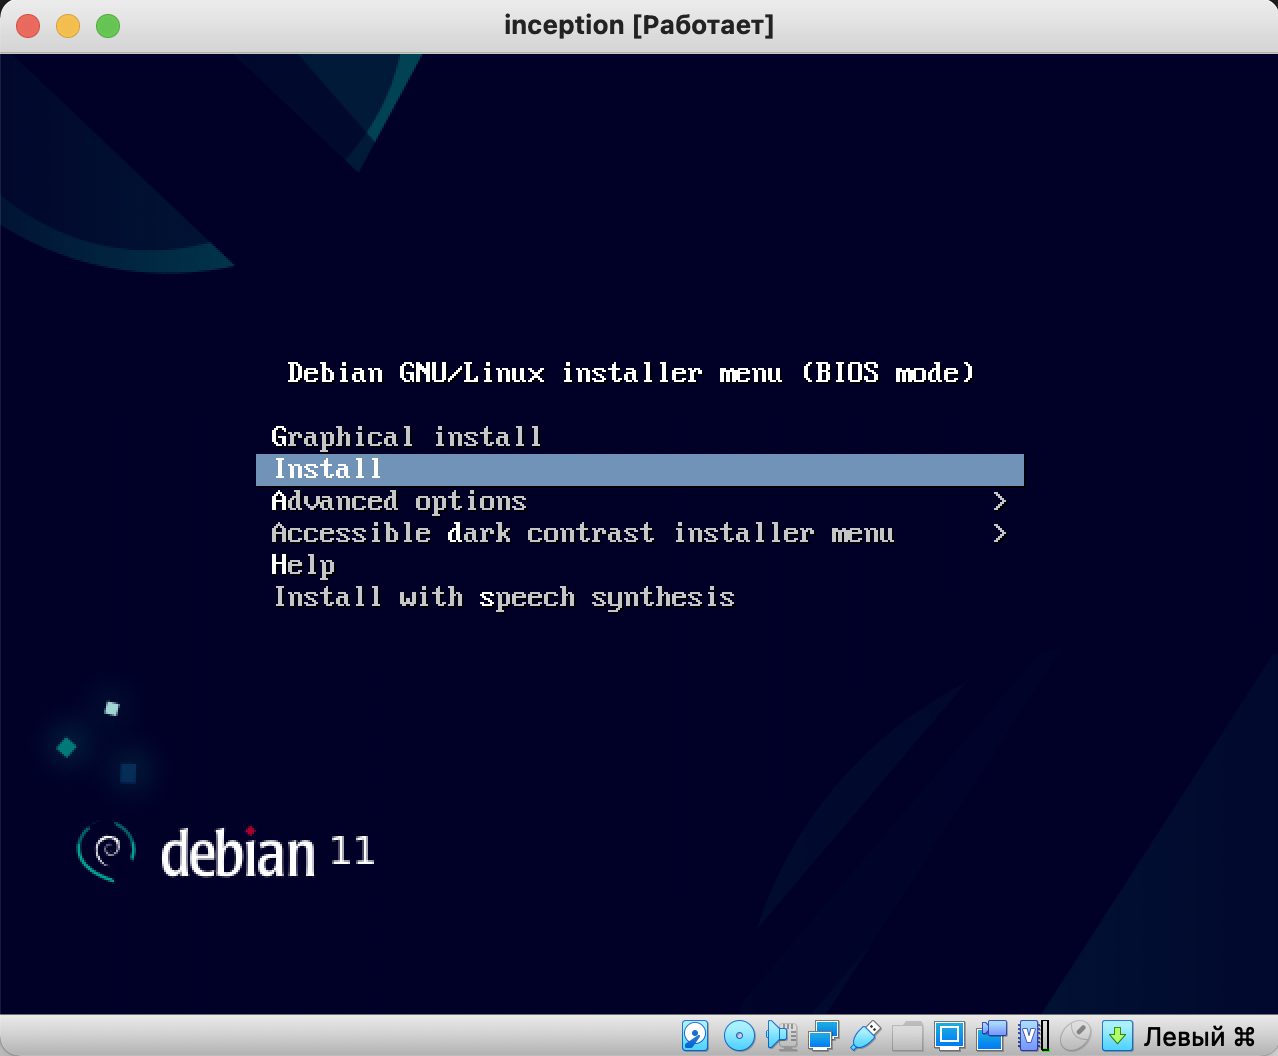 inception [Работает]
Debian GNU/Linux installer menu (BIOS mode)
Graphical install
Install
Advanced options >
Accessible dark contrast installer menu >
Help
Install with speech synthesis
debian 11
V
Левый ⌘